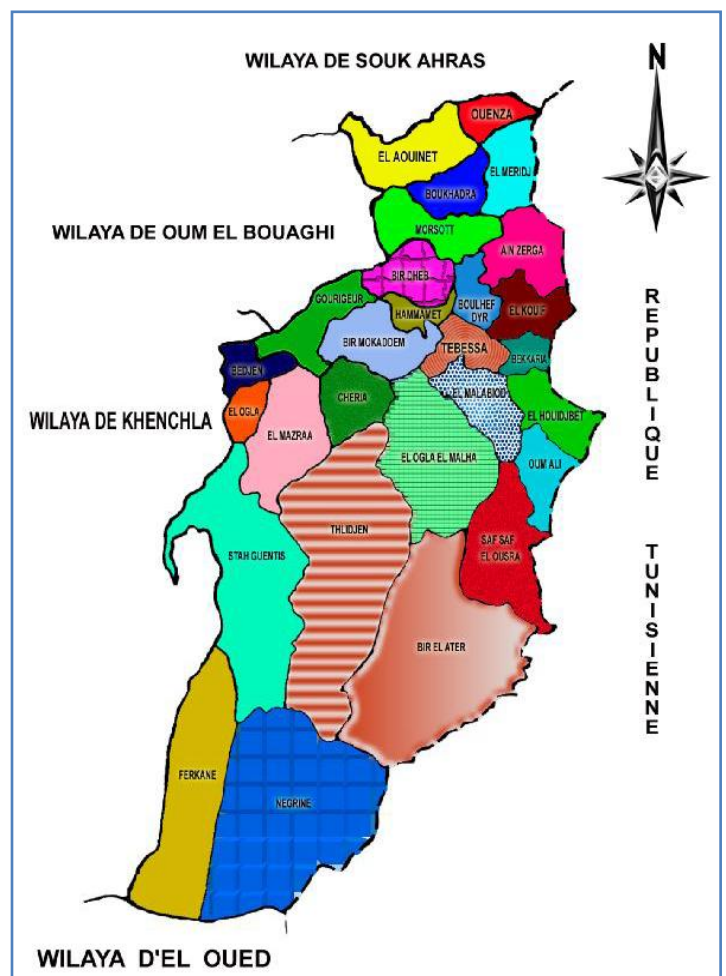 WILAYA DE SOUK AHRAS
N
OUENZA
EL AOUINET
EL MERIDJ
BOUKHADRA
MORSOTT
WILAYA DE OUM EL BOUAGHI
AIN ZERGA
BIR DHEB
GOURIGEUR
HAMMAMET
BOULHEF
DYR
EL KOUIF
BIR MOKADDEM
TEBESSA
BEKKARIA
BEDJEN
CHERIA
EL MALABIOD
EL OGLA
EL HOUIDJBET
WILAYA DE KHENCHLA
EL MAZRAA
EL OGLA EL MALHA
OUM ALI
THLIDJEN
SAF SAF
EL OUSRA
STAH GUENTIS
BIR EL ATER
FERKANE
NEGRINE
REPUBLIQUE
TUNISIENNE
WILAYA D'EL OUED